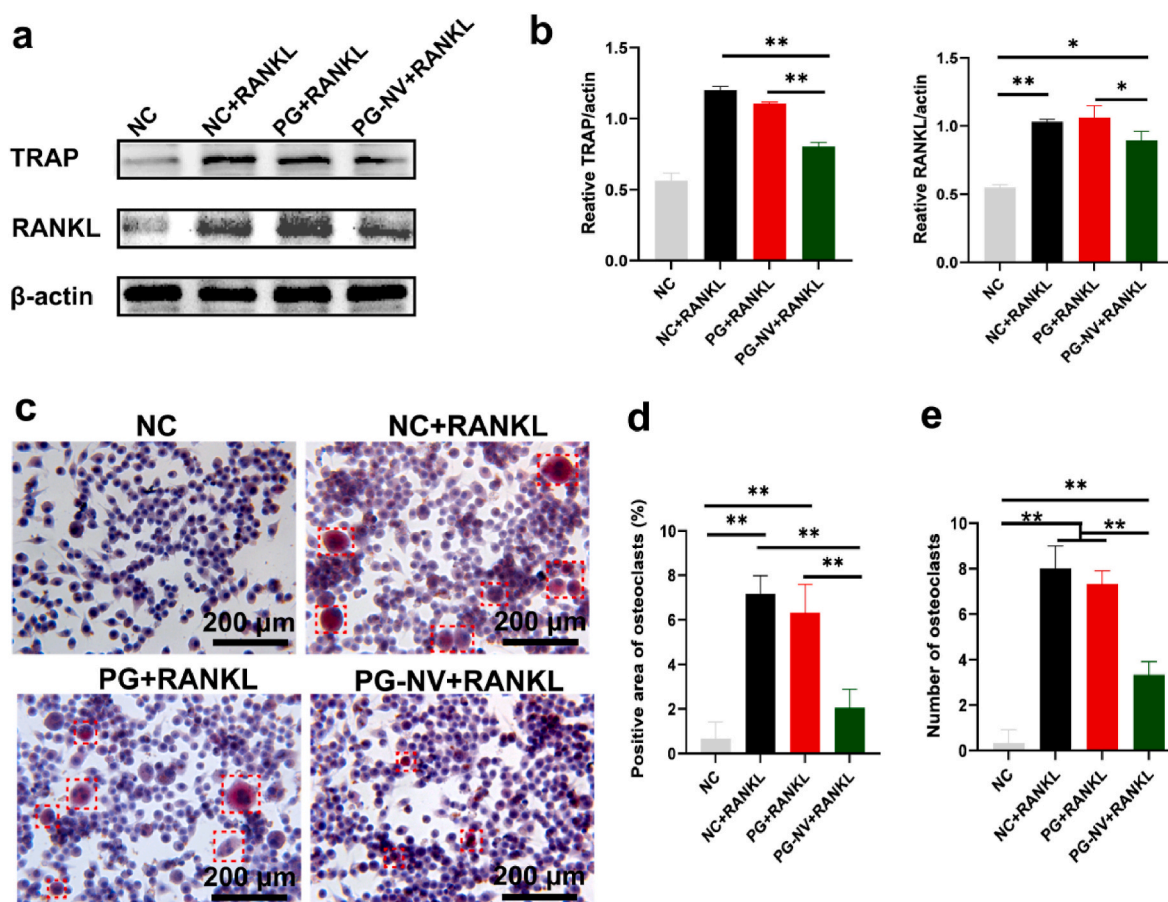 a
NC
NC+RANKL
PG+RANKL
PG-NV+RANKL
TRAP
RANKL
β-actin
b
Reative TRAP/actin
1.5
1.0
0.5
0.0
**
**
NC
NC+RANKL
PG+RANKL
PG-NV+RANKL
Reative RANKL/actin
1.5
1.0
0.5
0.0
*
**
*
NC
NC+RANKL
PG+RANKL
PG-NV+RANKL
c
NC
200 μm
NC+RANKL
200 μm
PG+RANKL
200 μm
PG-NV+RANKL
200 μm
d
Positive area of osteoclasts (%)
10
8
6
4
2
0
**
**
**
**
NC
NC+RANKL
PG+RANKL
PG-NV+RANKL
e
Number of osteoclasts
10
8
6
4
2
0
**
**
**
NC
NC+RANKL
PG+RANKL
PG-NV+RANKL